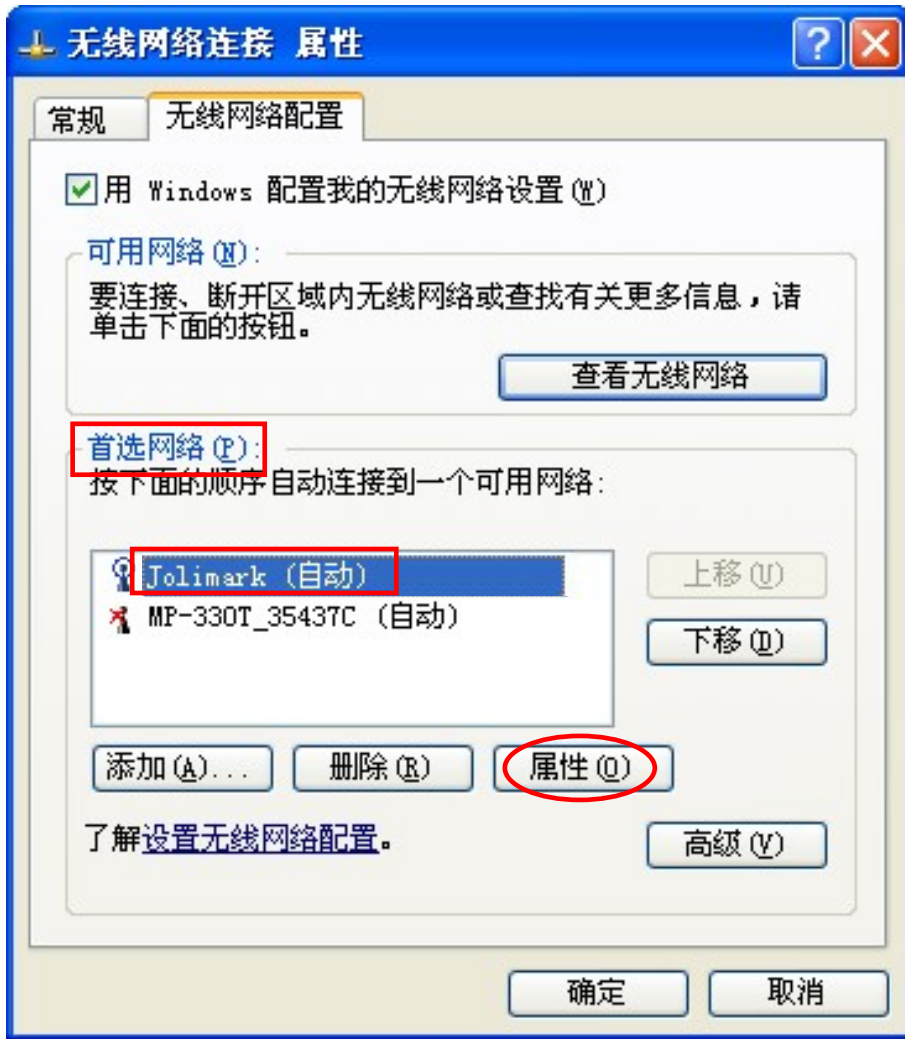 无线网络连接 属性
常规
无线网络配置
用 Windows 配置我的无线网络设置(W)
可用网络(N):
要连接、断开区域内无线网络或查找有关更多信息，请
单击下面的按钮。
查看无线网络
首选网络(P):
按下面的顺序自动连接到一个可用网络:
Jolimark (自动)
上移(U)
MP-330T_35437C (自动)
下移(D)
添加(A)...
删除(R)
属性(O)
了解设置无线网络配置。
高级(V)
确定
取消